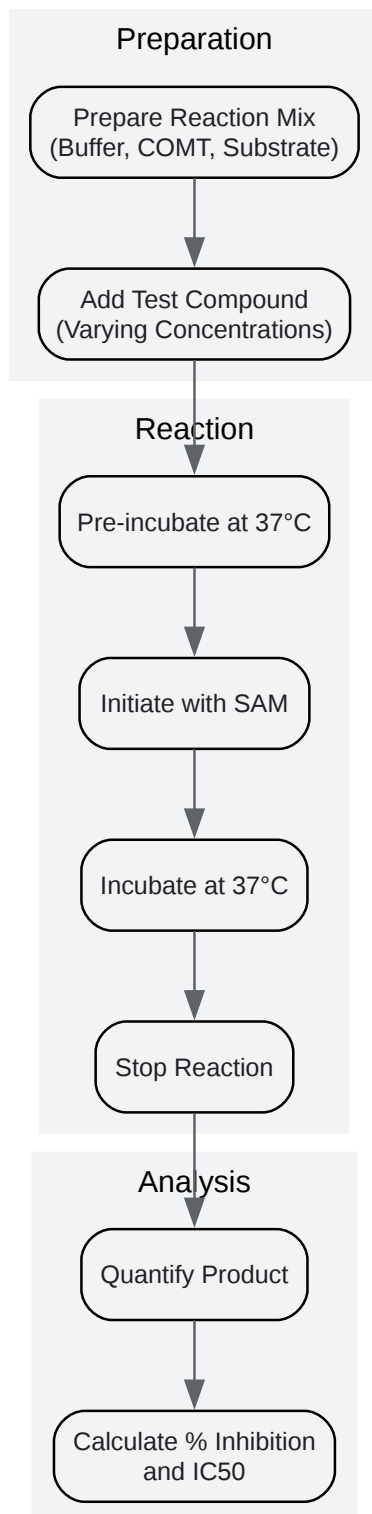 Preparation
Prepare Reaction Mix
(Buffer, COMT, Substrate)
Add Test Compound
(Varying Concentrations)
Reaction
Pre-incubate at 37°C
Initiate with SAM
Incubate at 37°C
Stop Reaction
Analysis
Quantify Product
Calculate % Inhibition
and IC50